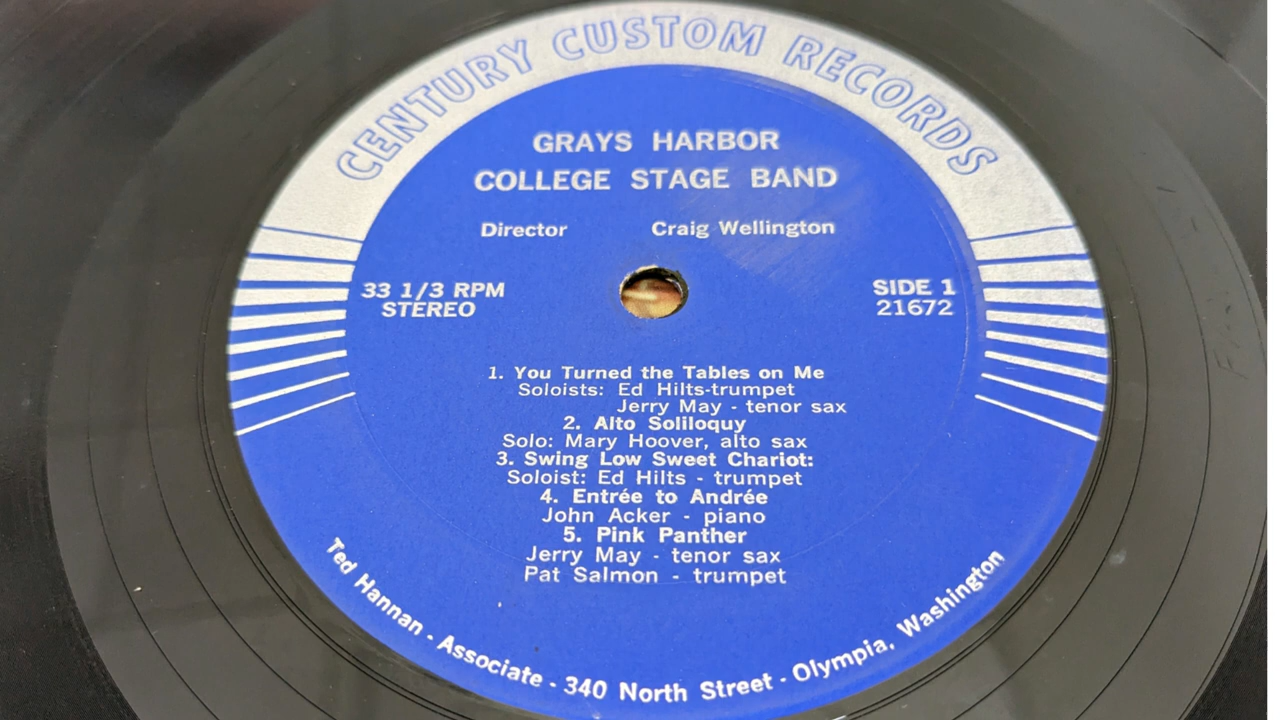 CENTURY CUSTOM RECORDS
GRAYS HARBOR
COLLEGE STAGE BAND
Director Craig Wellington
33 1/3 RPM
STEREO
SIDE 1
21672
1. You Turned the Tables on Me
Soloists: Ed Hilts-trumpet
Jerry May - tenor sax
2. Alto Soliloquy
Solo: Mary Hoover, alto sax
3. Swing Low Sweet Chariot:
Soloist: Ed Hilts - trumpet
4. Entrée to Andrée
John Acker - piano
5. Pink Panther
Jerry May - tenor sax
Pat Salmon - trumpet
Ted Hannan - Associate - 340 North Street - Olympia, Washington